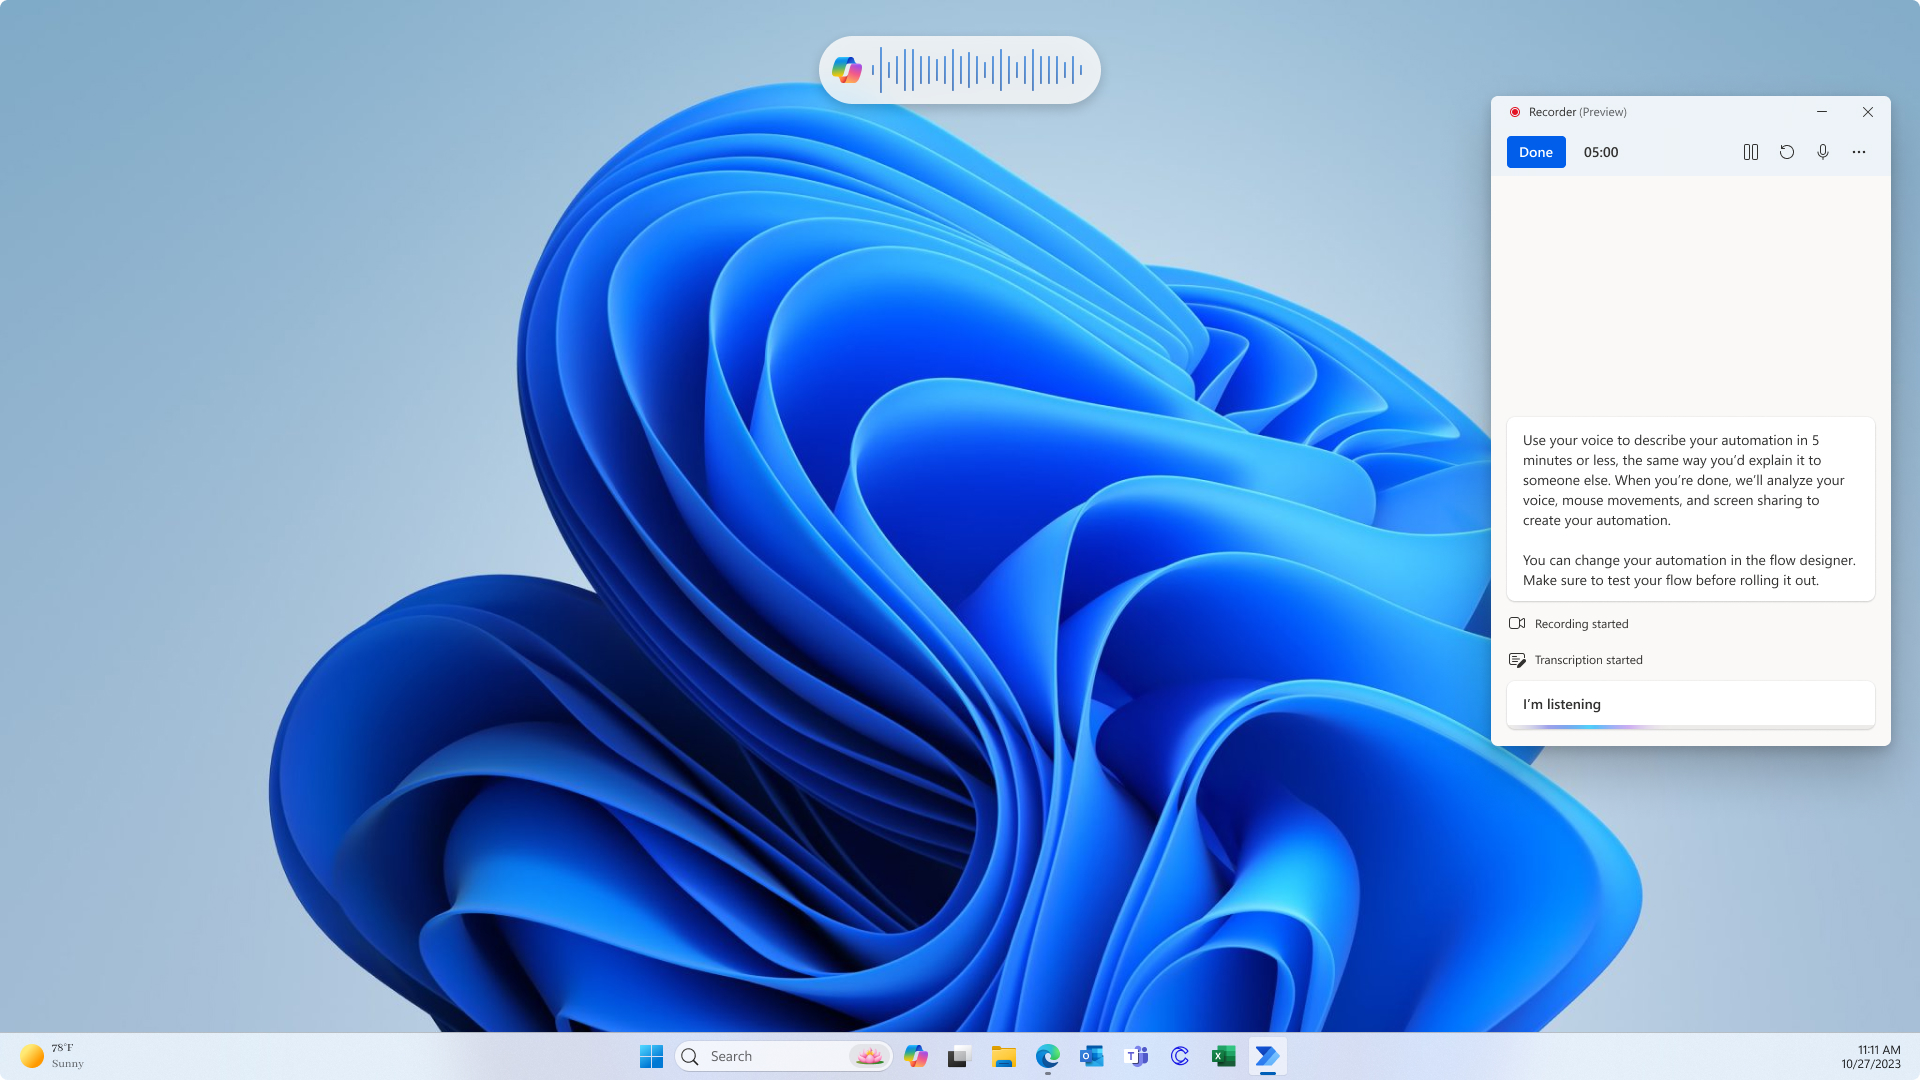 Recorder (Preview)
Done
05:00
Use your voice to describe your automation in 5
minutes or less, the same way you’d explain it to
someone else. When you’re done, we’ll analyze your
voice, mouse movements, and screen sharing to
create your automation.
You can change your automation in the flow designer.
Make sure to test your flow before rolling it out.
Recording started
Transcription started
I’m listening
78°F
Sunny
Search
11:11 AM
10/27/2023